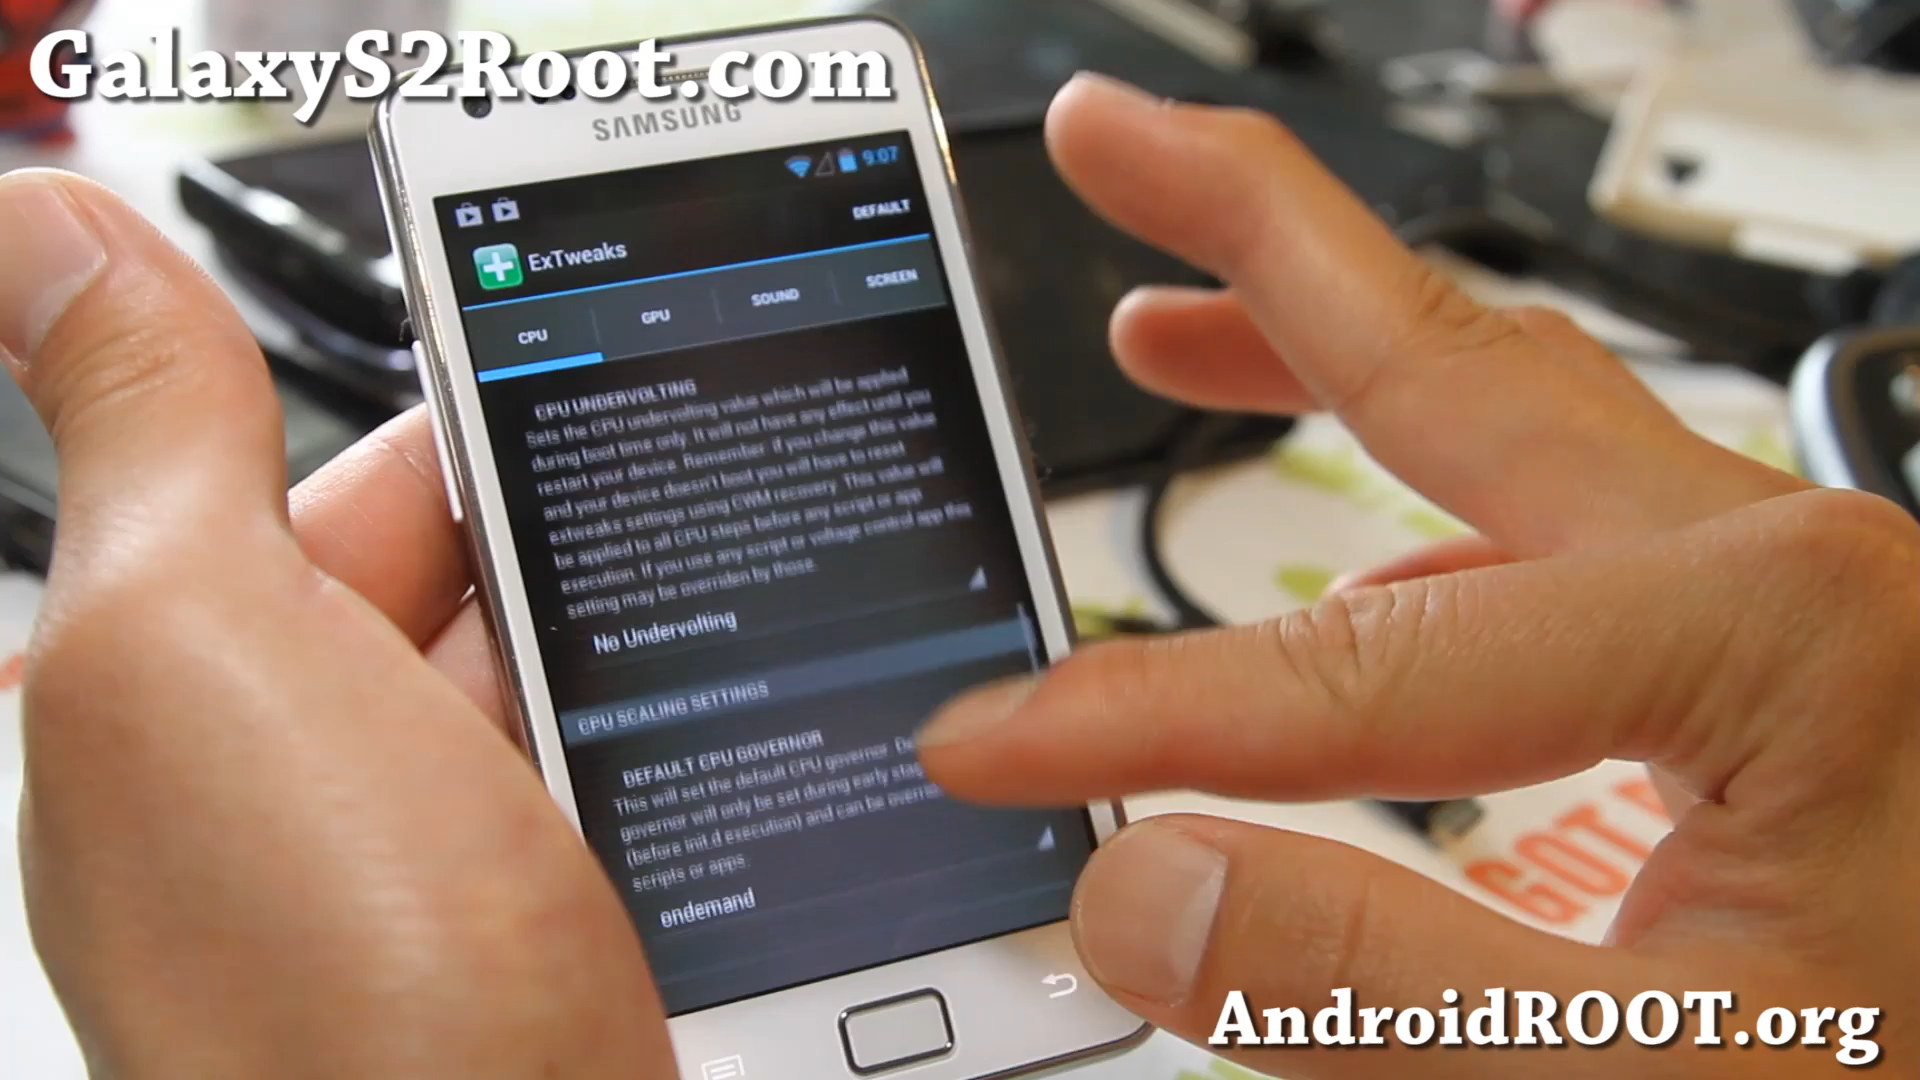 GalaxyS2Root.com
SAMSUNG
9:07
DEFAULT
ExTweaks
CPU
GPU
SOUND
SCREEN
CPU UNDERVOLTING
Sets the CPU undervolting value which will be applied
during boot time only. It will not have any effect until you
restart your device. Remember: if you change this value
and your device doesn't boot you will have to reset
extweaks settings using CWM recovery. This value will
be applied to all CPU steps before any script or app
execution. If you use any script or voltage control app this
setting may be overriden by those.
No Undervolting
CPU SCALING SETTINGS
DEFAULT CPU GOVERNOR
This will set the default CPU governor.
governor will only be set during early
(before init.d execution) and can be
scripts or apps.
ondemand
GOT
AndroidROOT.org